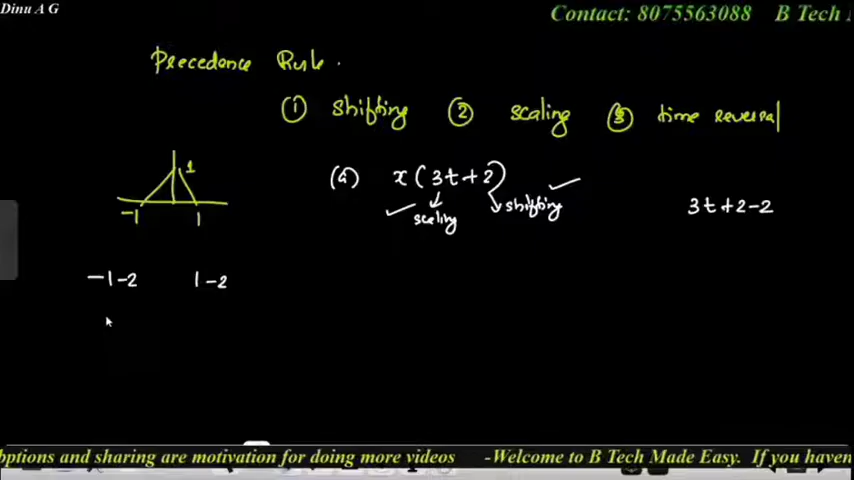 Dinu A G
Contact: 8075563088 B Tech
Precedence Rule.
① shifting ② scaling ③ time reversal
1
(a) x(3t+2)
scaling
shifting
3t+2-2
-1 1
-1-2 1-2
options and sharing are motivation for doing more videos -Welcome to B Tech Made Easy. If you haven